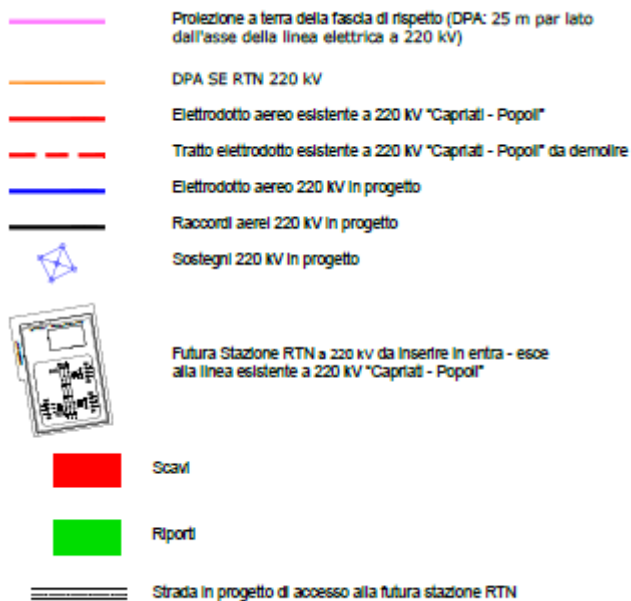 Proiezione a terra della fascia di rispetto (DPA: 25 m par lato
dall'asse della linea elettrica a 220 kV)
DPA SE RTN 220 kV
Elettrodotto aereo esistente a 220 kV "Capriati - Popoli"
Tratto elettrodotto esistente a 220 kV "Capriati - Popoli" da demolire
Elettrodotto aereo 220 kV in progetto
Raccordi aerei 220 kV in progetto
Sostegni 220 kV in progetto
Futura Stazione RTN a 220 kV da inserire in entra - esce
alla linea esistente a 220 kV "Capriati - Popoli"
Scavi
Riporti
Strada in progetto di accesso alla futura stazione RTN